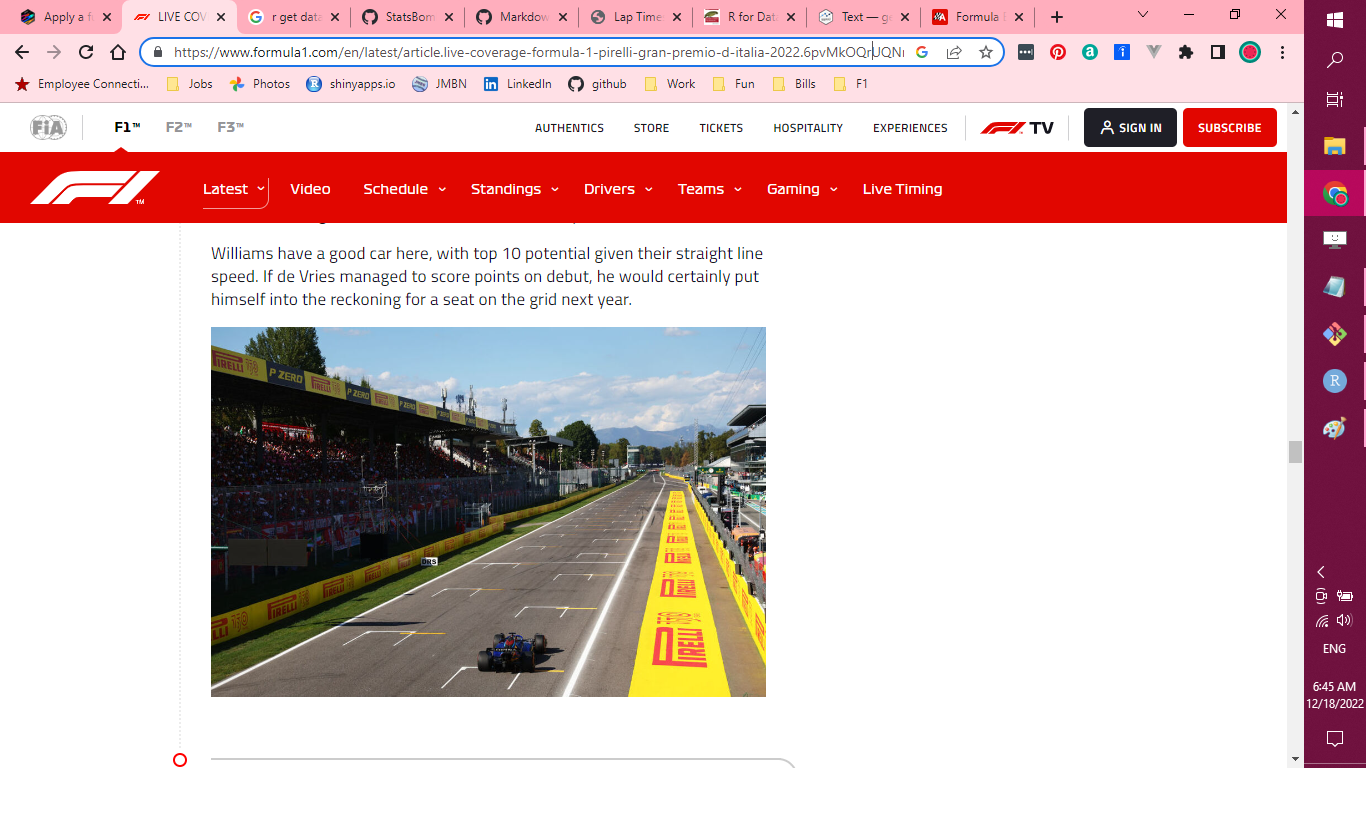 Apply a f
LIVE COV
r get data
StatsBom
Markdow
Lap Time
R for Dat
Text — g
Formula
https://www.formula1.com/en/latest/article.live-coverage-formula-1-pirelli-gran-premio-d-italia-2022.6pvMkOQrUQN
Employee Connecti...
Jobs
Photos
shinyapps.io
JMBN
LinkedIn
github
Work
Fun
Bills
F1
FiA
F1™
F2™
F3™
AUTHENTICS
STORE
TICKETS
HOSPITALITY
EXPERIENCES
F1 TV
SIGN IN
SUBSCRIBE
Latest
Video
Schedule
Standings
Drivers
Teams
Gaming
Live Timing
Williams have a good car here, with top 10 potential given their straight line
speed. If de Vries managed to score points on debut, he would certainly put
himself into the reckoning for a seat on the grid next year.
PIRELLI
P ZERO
PIRELLI
P ZERO
PIRELLI
DRS
PIRELLI
PIRELLI
PIRELLI
ENG
6:45 AM
12/18/2022